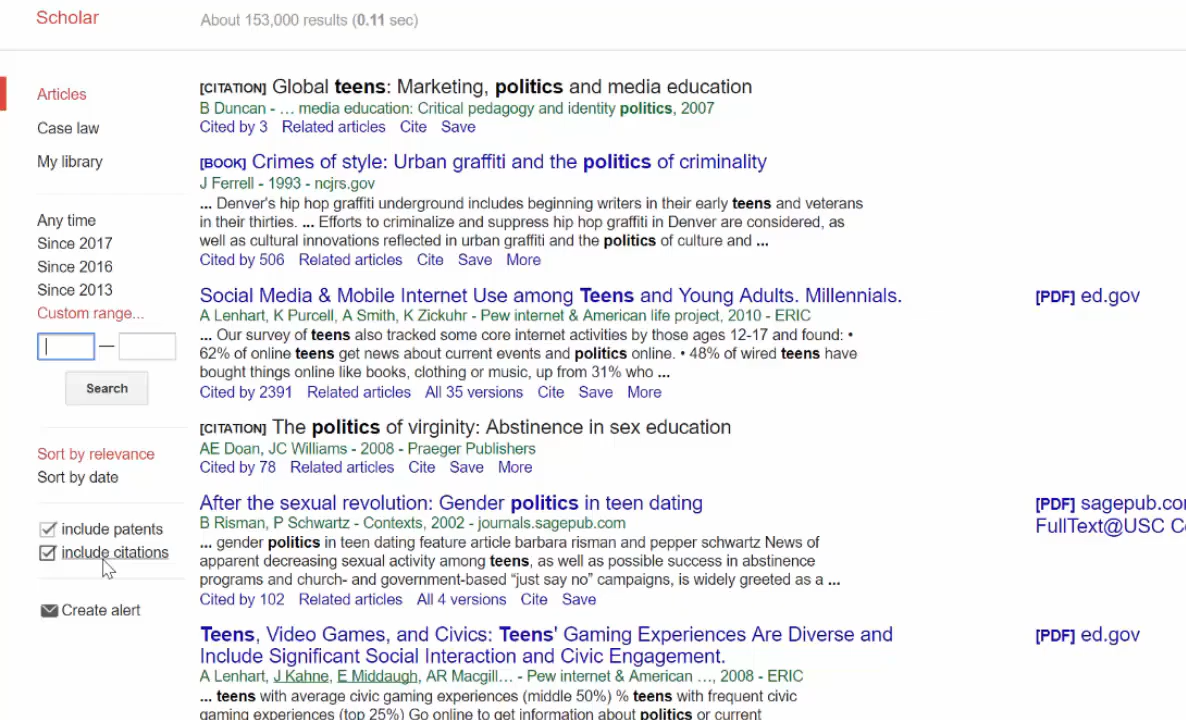 Scholar
About 153,000 results (0.11 sec)
Articles
Case law
My library
Any time
Since 2017
Since 2016
Since 2013
Custom range...
—
Search
Sort by relevance
Sort by date
include patents
include citations
Create alert
[CITATION] Global teens: Marketing, politics and media education
B Duncan - … media education: Critical pedagogy and identity politics, 2007
Cited by 3 Related articles Cite Save
[BOOK] Crimes of style: Urban graffiti and the politics of criminality
J Ferrell - 1993 - ncjrs.gov
... Denver's hip hop graffiti underground includes beginning writers in their early teens and veterans
in their thirties. ... Efforts to criminalize and suppress hip hop graffiti in Denver are considered, as
well as cultural innovations reflected in urban graffiti and the politics of culture and ...
Cited by 506 Related articles Cite Save More
Social Media & Mobile Internet Use among Teens and Young Adults. Millennials.
[PDF] ed.gov
A Lenhart, K Purcell, A Smith, K Zickuhr - Pew internet & American life project, 2010 - ERIC
... Our survey of teens also tracked some core internet activities by those ages 12-17 and found: •
62% of online teens get news about current events and politics online. • 48% of wired teens have
bought things online like books, clothing or music, up from 31% who ...
Cited by 2391 Related articles All 35 versions Cite Save More
[CITATION] The politics of virginity: Abstinence in sex education
AE Doan, JC Williams - 2008 - Praeger Publishers
Cited by 78 Related articles Cite Save More
After the sexual revolution: Gender politics in teen dating
[PDF] sagepub.co
FullText@USC C
B Risman, P Schwartz - Contexts, 2002 - journals.sagepub.com
... gender politics in teen dating feature article barbara risman and pepper schwartz News of
apparent decreasing sexual activity among teens, as well as possible success in abstinence
programs and church- and government-based “just say no” campaigns, is widely greeted as a ...
Cited by 102 Related articles All 4 versions Cite Save
Teens, Video Games, and Civics: Teens' Gaming Experiences Are Diverse and
Include Significant Social Interaction and Civic Engagement.
[PDF] ed.gov
A Lenhart, J Kahne, E Middaugh, AR Macgill… - Pew internet & American …, 2008 - ERIC
... teens with average civic gaming experiences (middle 50%) % teens with frequent civic
gaming experiences (top 25%) Go online to get information about politics or current